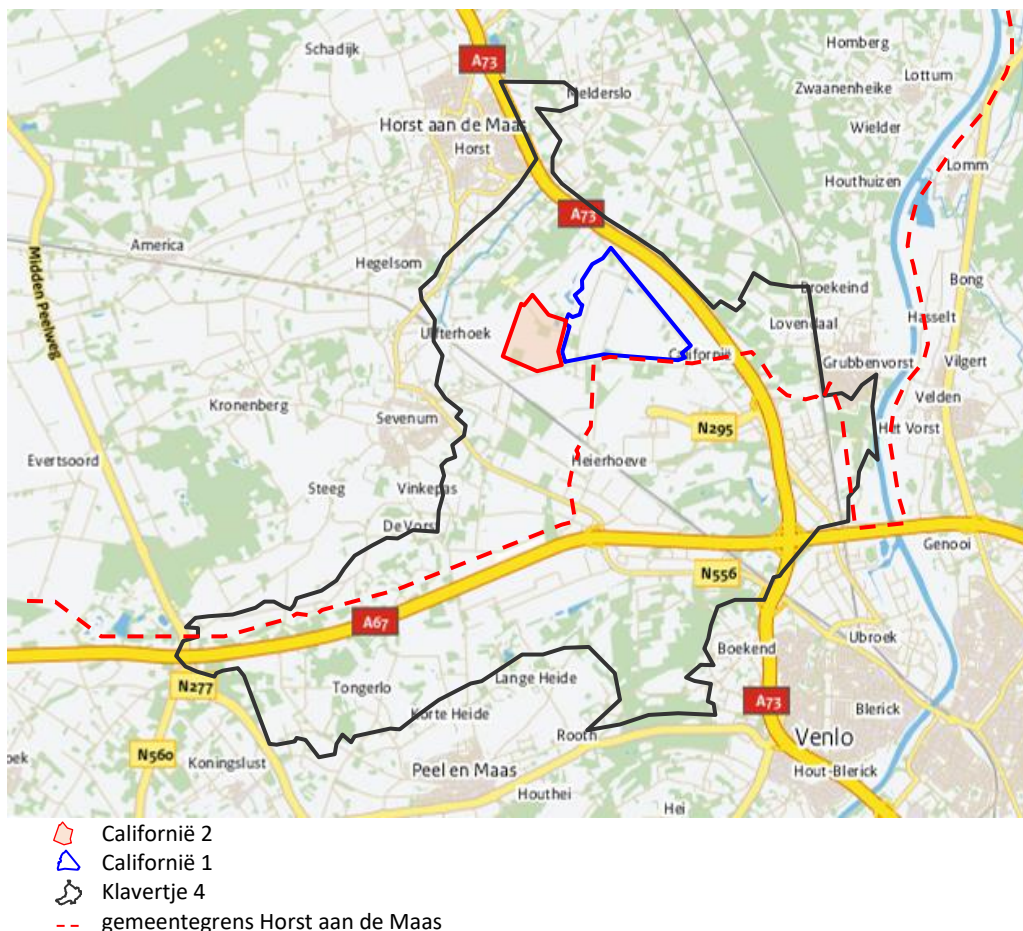 Schadijk
Homberg
A73
Lottum
Zwaanenheike
Melderslo
Horst aan de Maas
Wielder
Horst
Lomm
Houthuizen
A73
America
Hegelsom
Midden Peelweg
Bong
Broekeind
Hasselt
Lovendaal
Uitterhoek
Californië
Grubbenvorst
Vilgert
Kronenberg
Velden
Sevenum
N295
Het Vorst
Evertsoord
Heierhoeve
Steeg
Vinkepas
De Vorst
Genooi
N556
A67
Ubroek
Boekend
Lange Heide
N277
Tongerlo
A73
Blerick
Korte Heide
Rooth
Venlo
N560
oek
Koningslust
Peel en Maas
Hout-Blerick
Houthei
Hei
Californië 2
Californië 1
Klavertje 4
gemeentegrens Horst aan de Maas